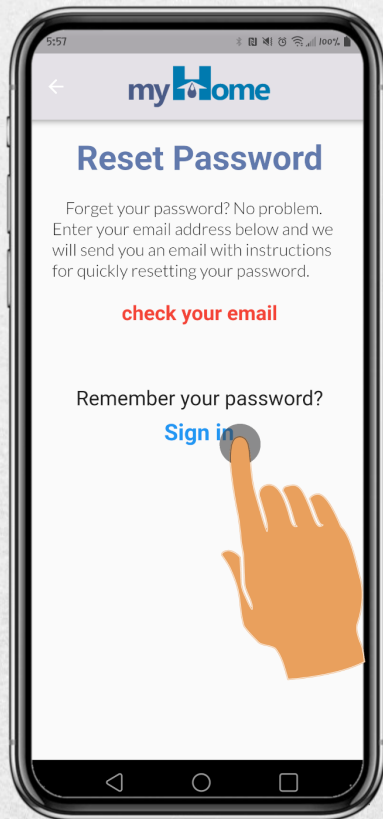 5:57
100%
myHome
Reset Password
Forget your password? No problem.
Enter your email address below and we
will send you an email with instructions
for quickly resetting your password.
check your email
Remember your password?
Sign in